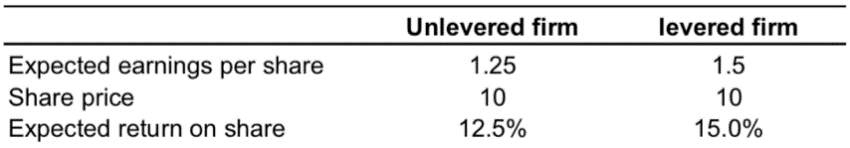 Unlevered firm levered firm
Expected earnings per share 1.25 1.5
Share price 10 10
Expected return on share 12.5% 15.0%